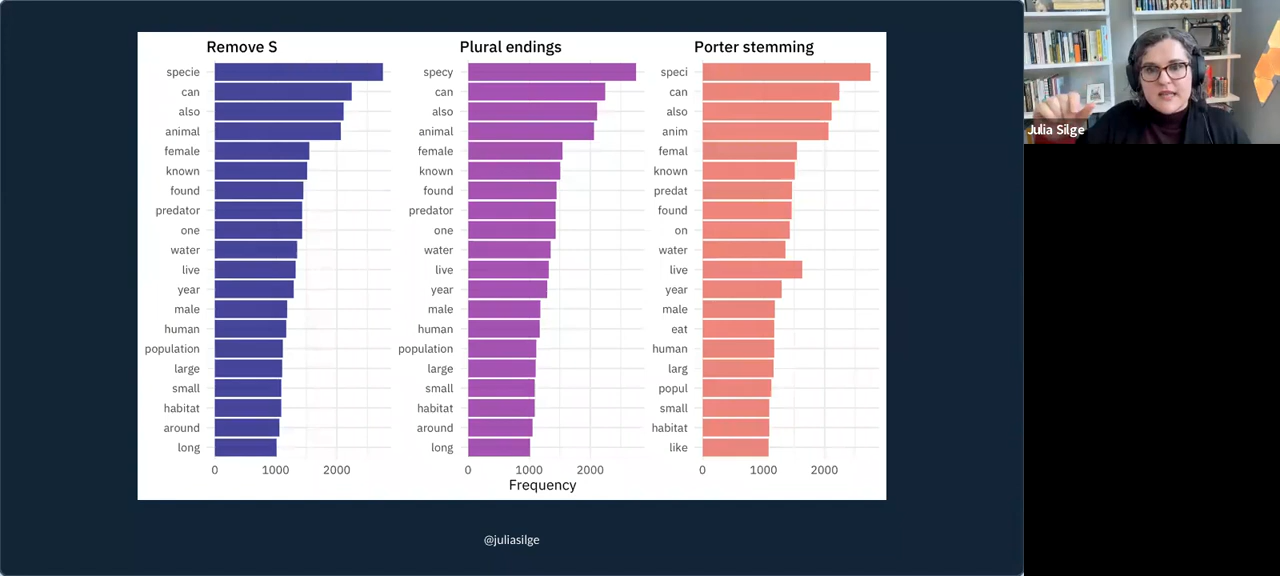 Remove S
specie
can
also
animal
female
known
found
predator
one
water
live
year
male
human
population
large
small
habitat
around
long
0 1000 2000
Plural endings
specy
can
also
animal
female
known
found
predator
one
water
live
year
male
human
population
large
small
habitat
around
long
0 1000 2000
Porter stemming
speci
can
also
anim
femal
known
predat
found
on
water
live
year
male
eat
human
larg
popul
small
habitat
like
0 1000 2000
Frequency
@juliasilge
Julia Silge